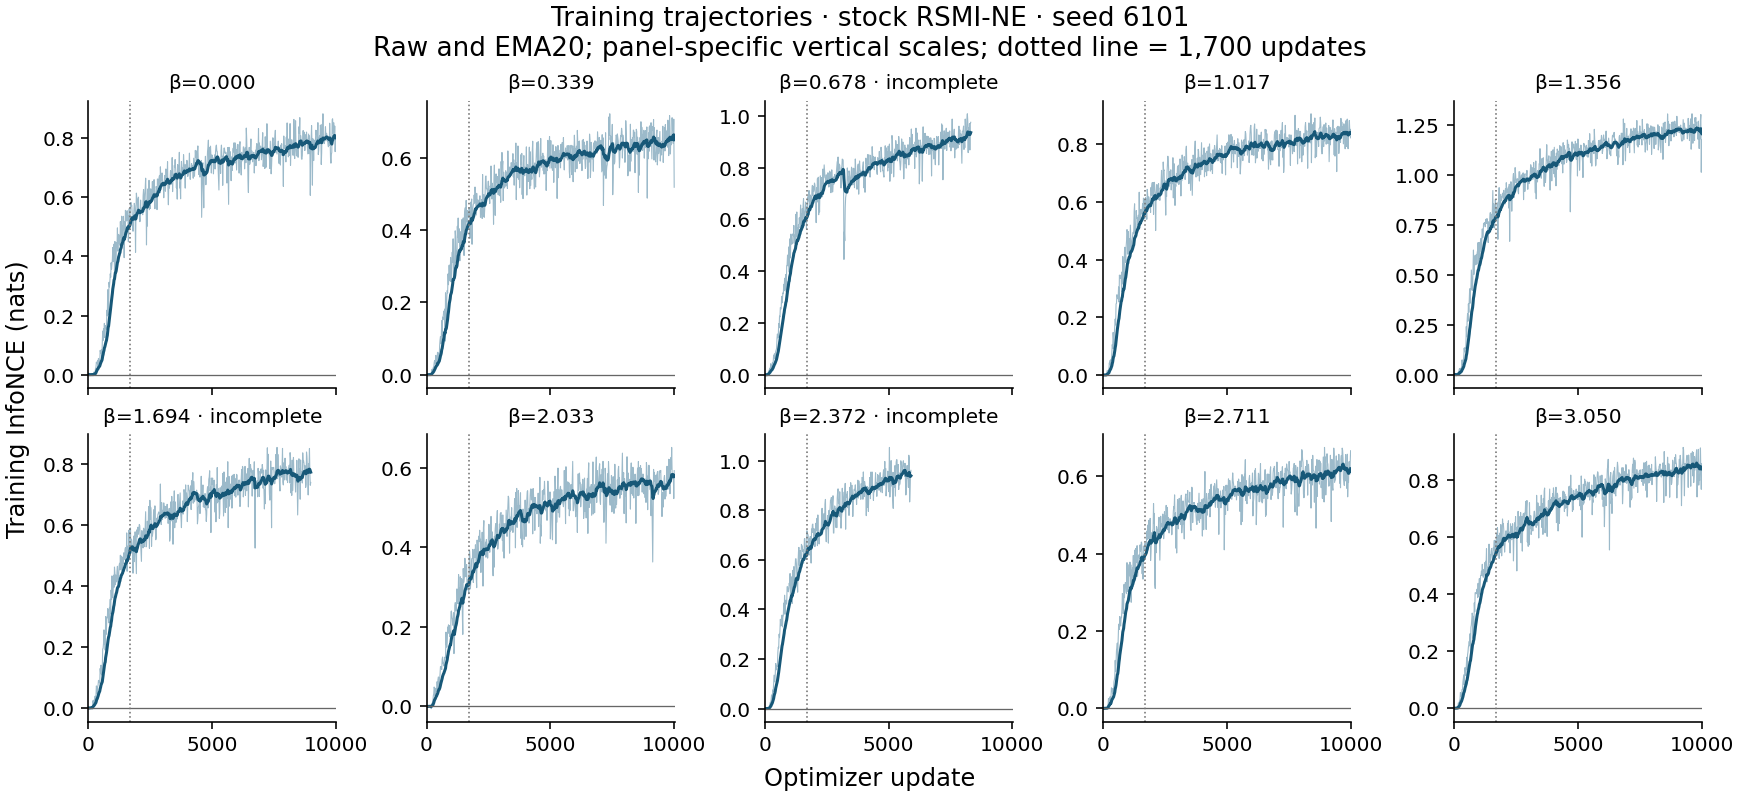 Training trajectories · stock RSMI-NE · seed 6101
Raw and EMA20; panel-specific vertical scales; dotted line = 1,700 updates
Training InfoNCE (nats)
β=0.000
0.8
0.6
0.4
0.2
0.0
β=0.339
0.6
0.4
0.2
0.0
β=0.678 · incomplete
1.0
0.8
0.6
0.4
0.2
0.0
β=1.017
0.8
0.6
0.4
0.2
0.0
β=1.356
1.25
1.00
0.75
0.50
0.25
0.00
β=1.694 · incomplete
0.8
0.6
0.4
0.2
0.0
0 5000 10000
β=2.033
0.6
0.4
0.2
0.0
0 5000 10000
β=2.372 · incomplete
1.0
0.8
0.6
0.4
0.2
0.0
0 5000 10000
β=2.711
0.6
0.4
0.2
0.0
0 5000 10000
β=3.050
0.8
0.6
0.4
0.2
0.0
0 5000 10000
Optimizer update